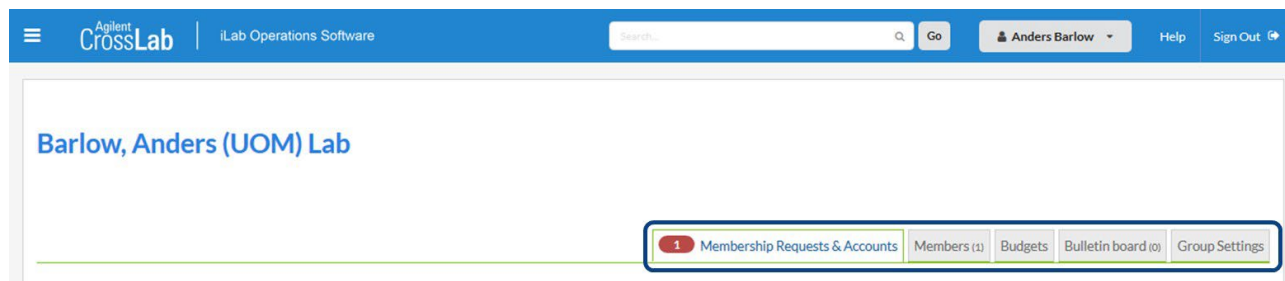 Agilent
CrossLab
iLab Operations Software
Search...
Go
Anders Barlow
Help
Sign Out
Barlow, Anders (UOM) Lab
1 Membership Requests & Accounts
Members (1)
Budgets
Bulletin board (0)
Group Settings